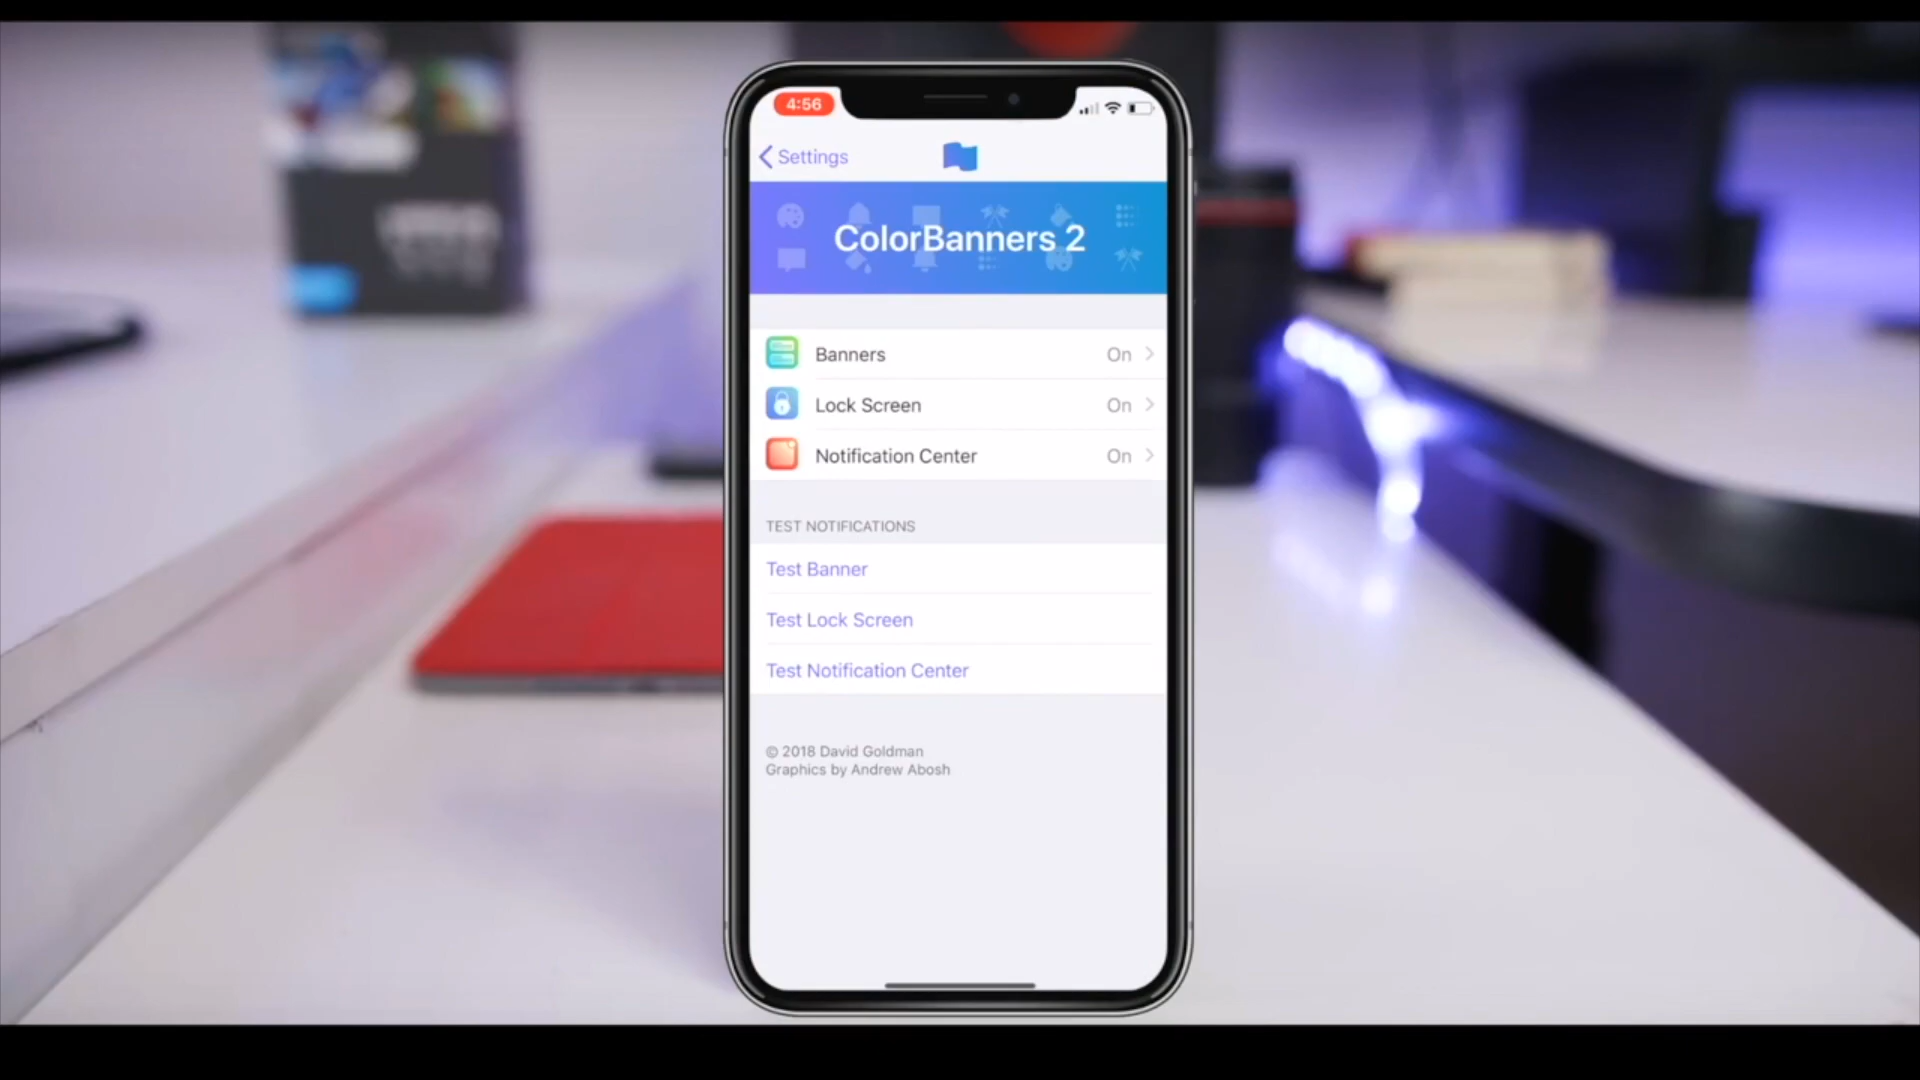 4:56
Settings
ColorBanners 2
Banners On
Lock Screen On
Notification Center On
TEST NOTIFICATIONS
Test Banner
Test Lock Screen
Test Notification Center
© 2018 David Goldman
Graphics by Andrew Abosh